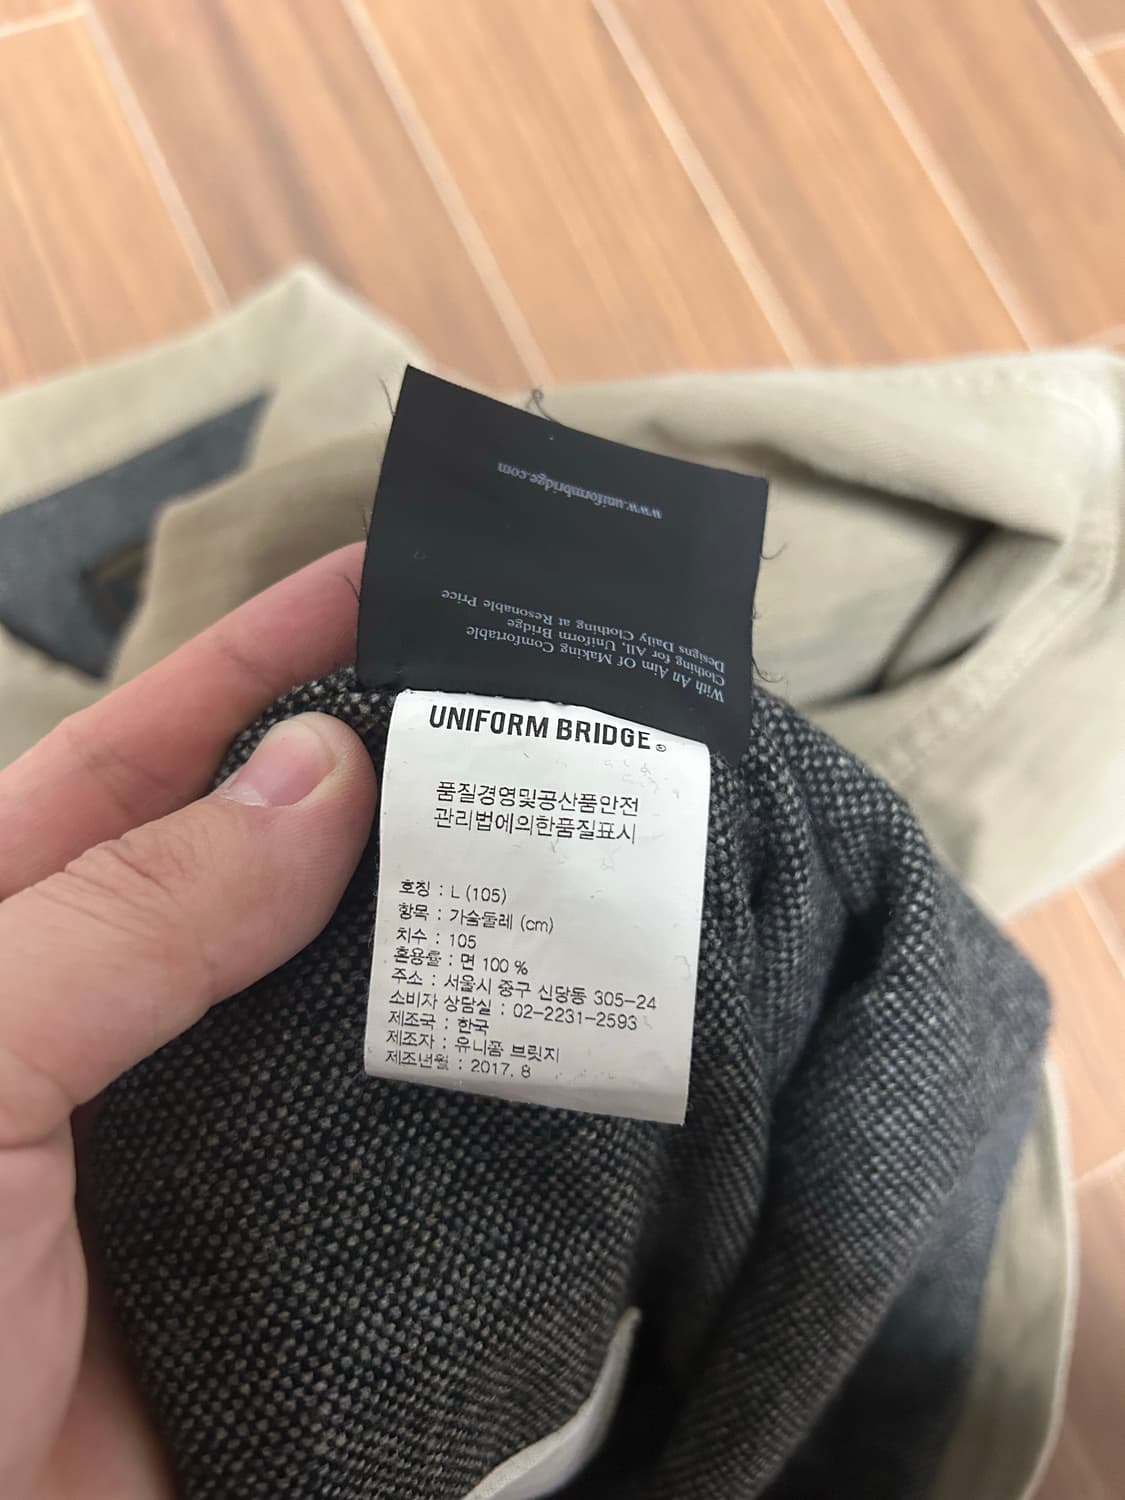 www.uniformbridge.com
With An Aim Of Making Comfortable
Clothing for All, Uniform Bridge
Designs Daily Clothing at Resonable Price
UNIFORM BRIDGE®
품질경영및공산품안전
관리법에의한품질표시
호칭 : L (105)
항목 : 가슴둘레 (cm)
치수 : 105
혼용률 : 면 100 %
주소 : 서울시 중구 신당동 305-24
소비자 상담실 : 02-2231-2593
제조국 : 한국
제조자 : 유니폼 브릿지
제조년월 : 2017. 8